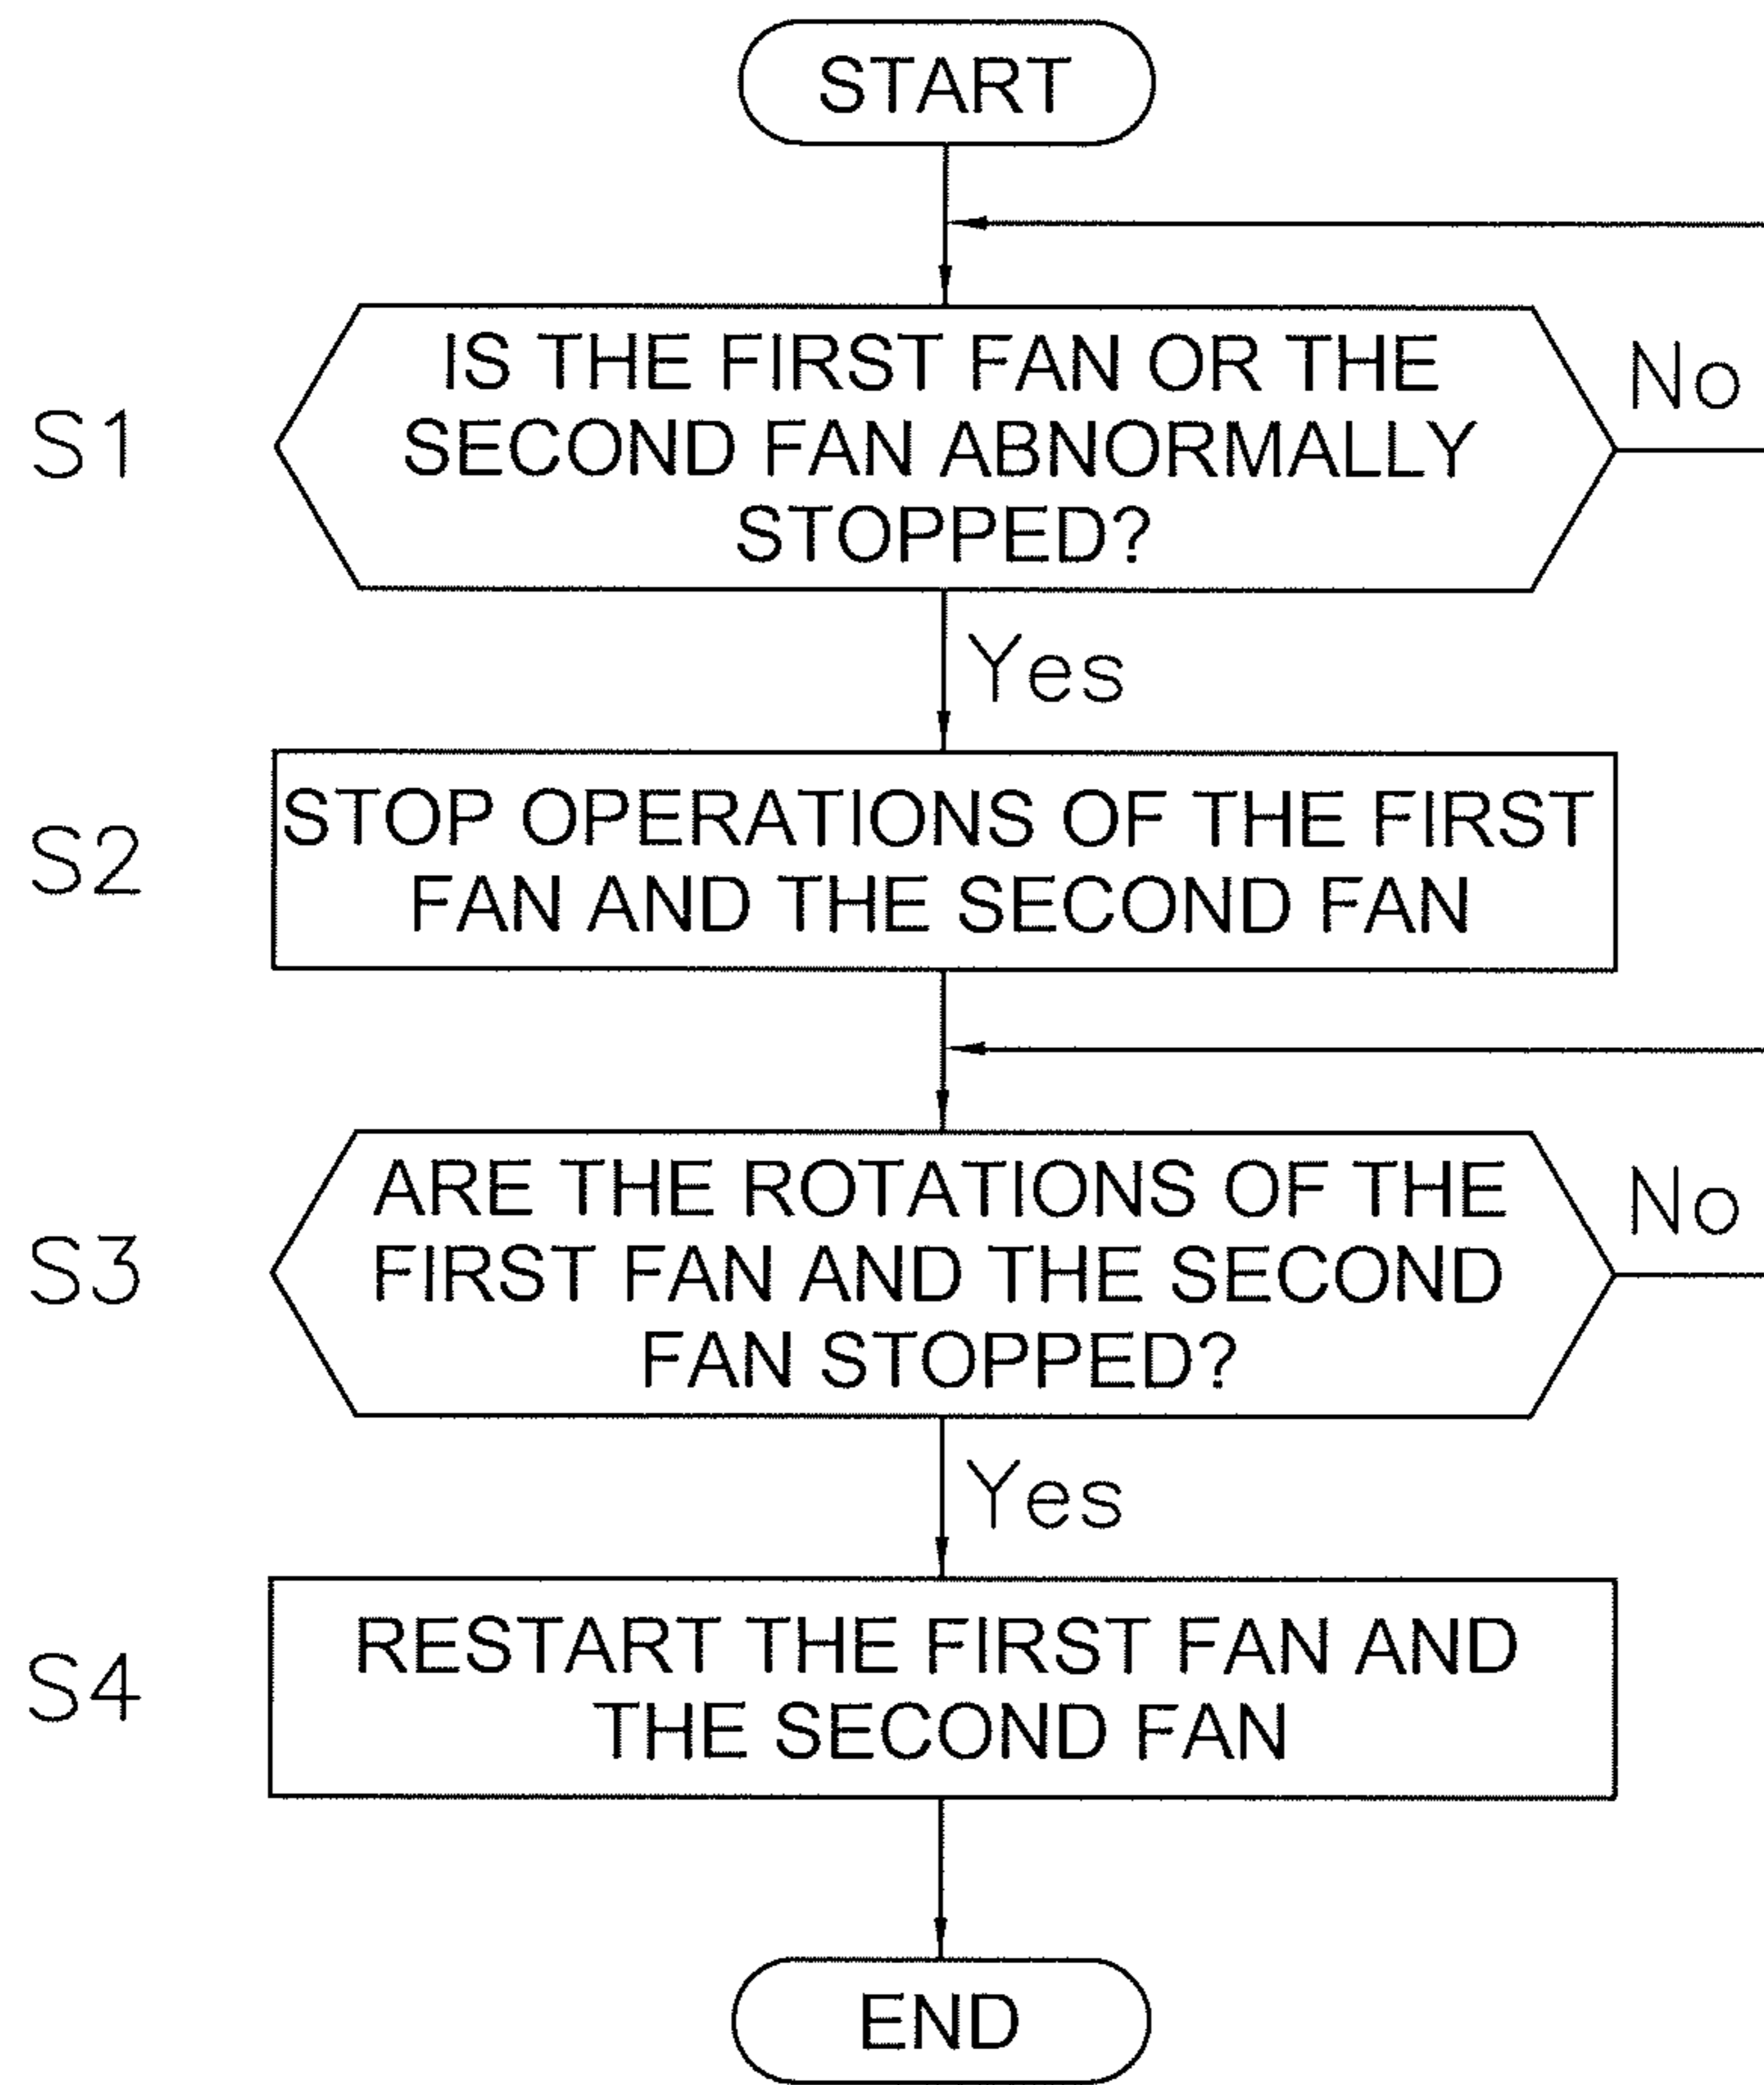 START
IS THE FIRST FAN OR THE
SECOND FAN ABNORMALLY
STOPPED?
No
S1
Yes
STOP OPERATIONS OF THE FIRST
FAN AND THE SECOND FAN
S2
ARE THE ROTATIONS OF THE
FIRST FAN AND THE SECOND
FAN STOPPED?
No
S3
Yes
RESTART THE FIRST FAN AND
THE SECOND FAN
S4
END